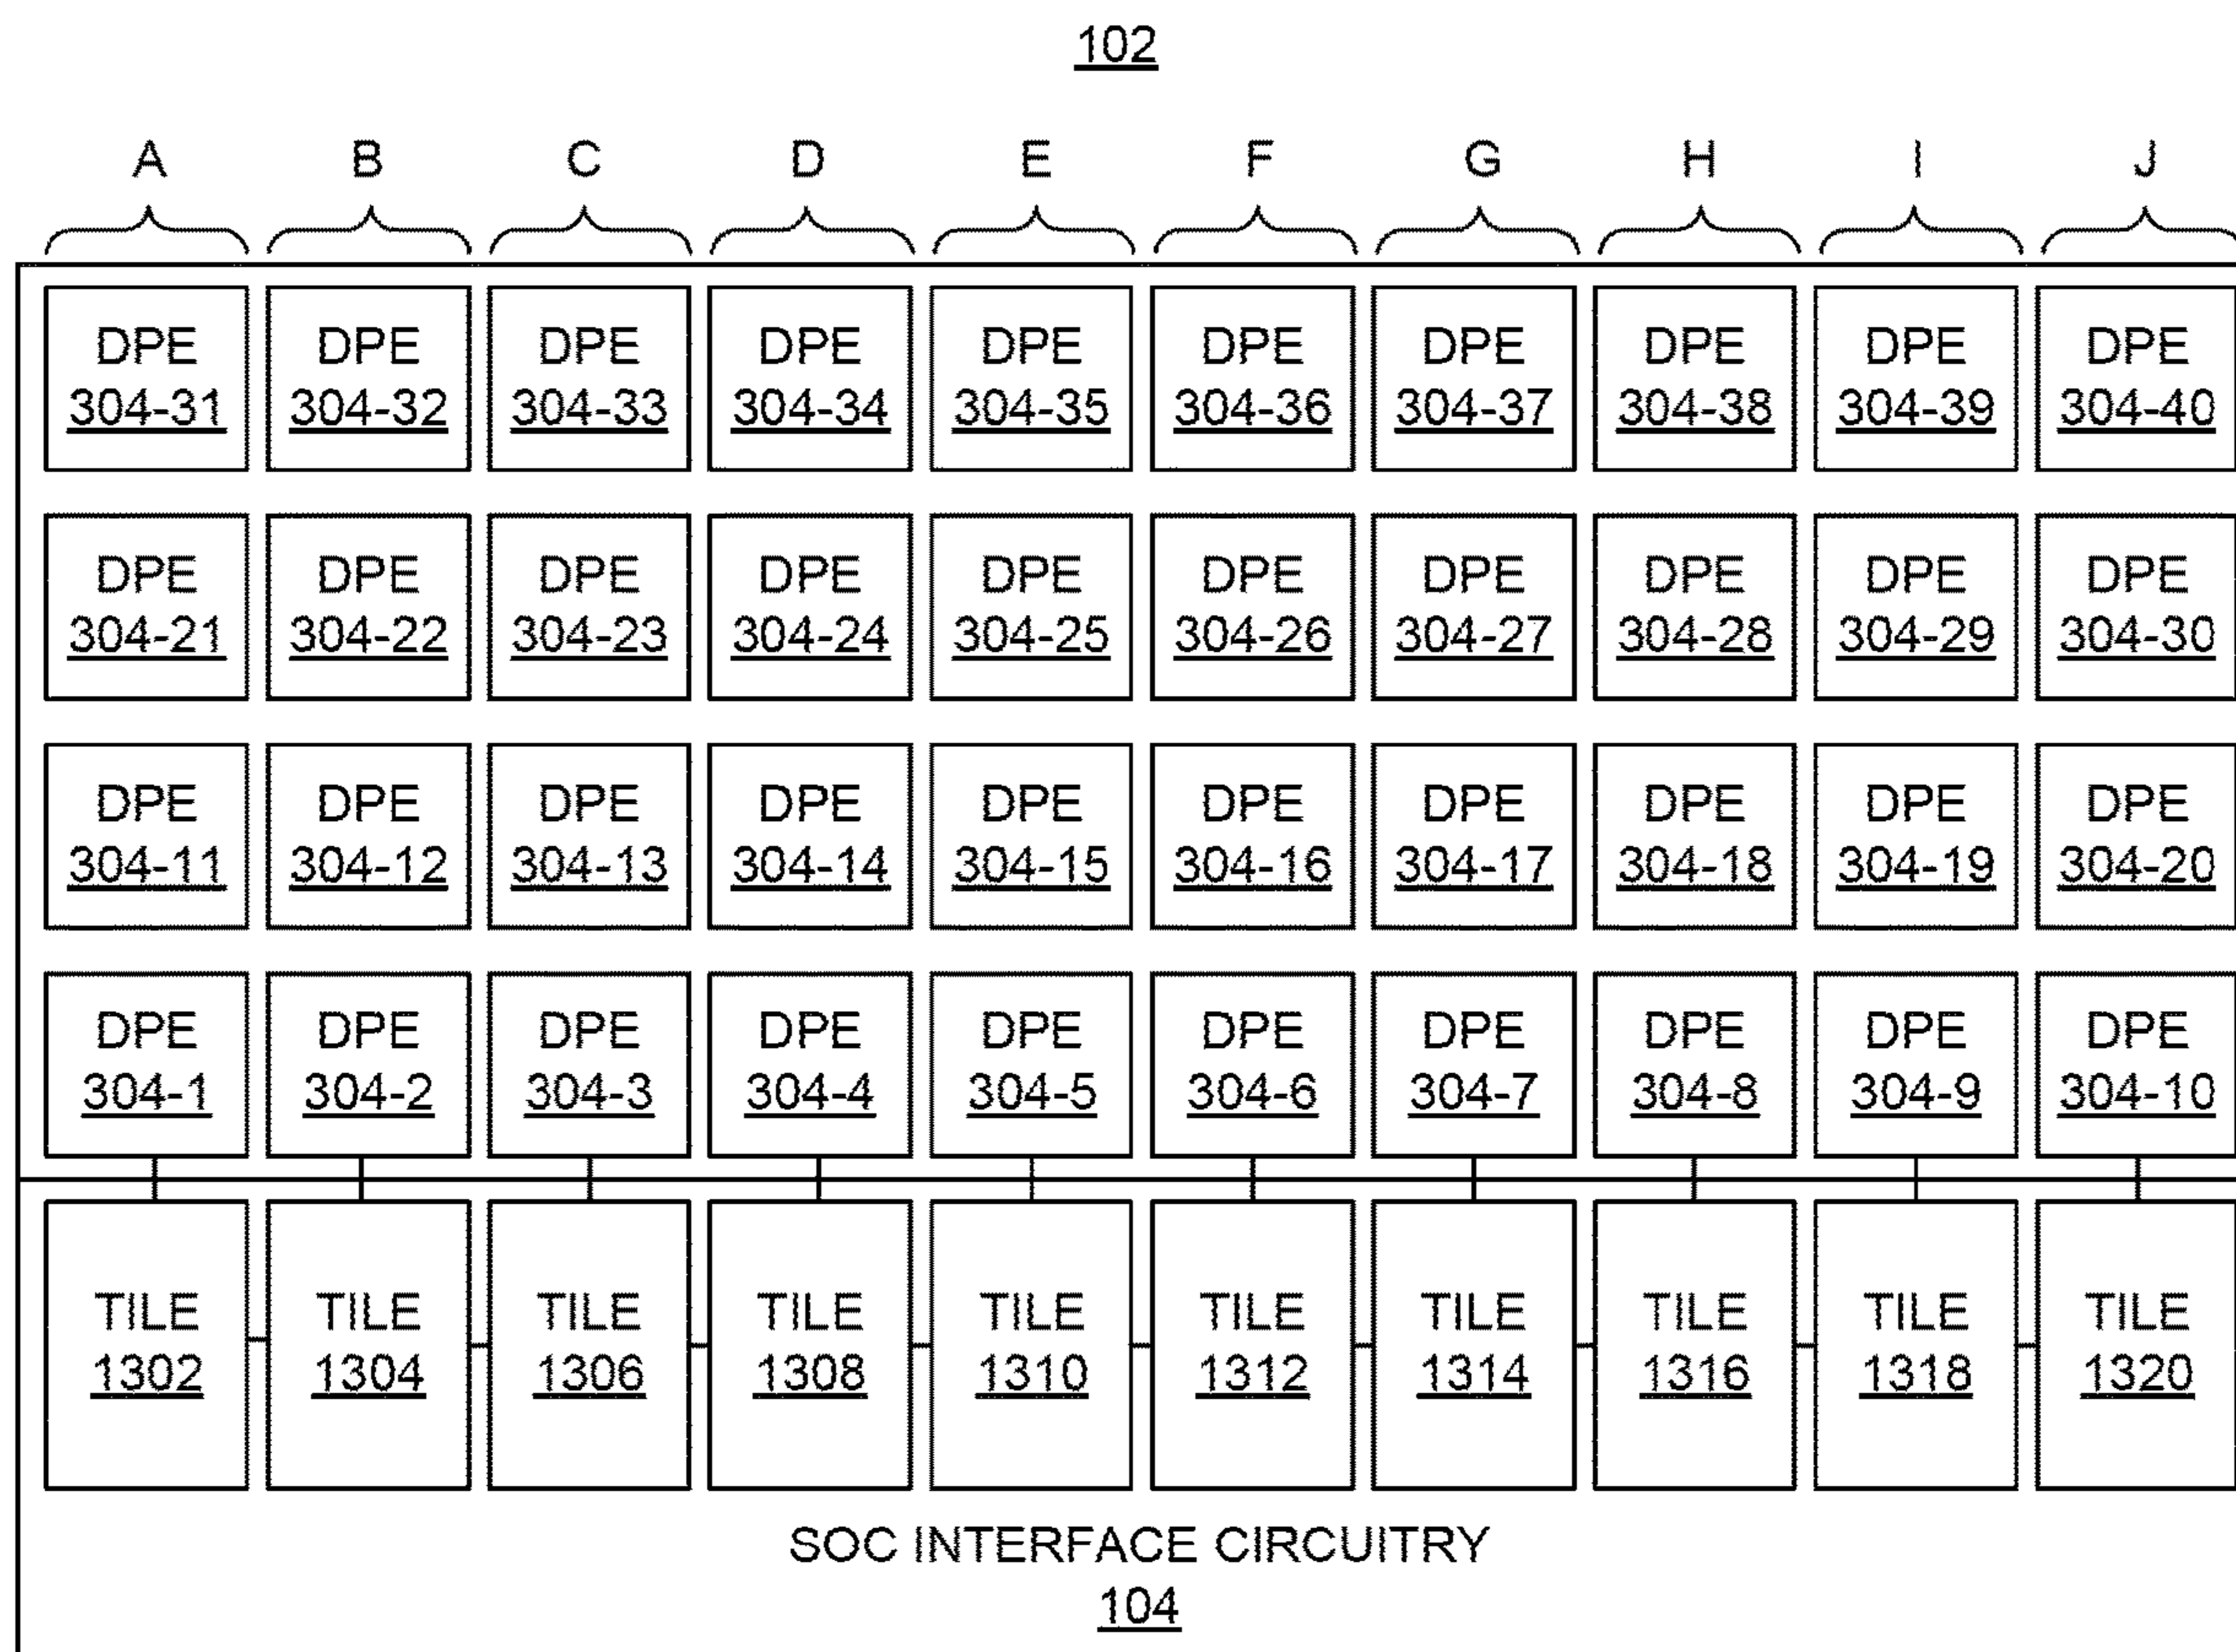 102
A B C D E F G H I J
DPE DPE DPE DPE DPE DPE DPE DPE DPE DPE
304-31 304-32 304-33 304-34 304-35 304-36 304-37 304-38 304-39 304-40
DPE DPE DPE DPE DPE DPE DPE DPE DPE DPE
304-21 304-22 304-23 304-24 304-25 304-26 304-27 304-28 304-29 304-30
DPE DPE DPE DPE DPE DPE DPE DPE DPE DPE
304-11 304-12 304-13 304-14 304-15 304-16 304-17 304-18 304-19 304-20
DPE DPE DPE DPE DPE DPE DPE DPE DPE DPE
304-1 304-2 304-3 304-4 304-5 304-6 304-7 304-8 304-9 304-10
TILE TILE TILE TILE TILE TILE TILE TILE TILE TILE
1302 1304 1306 1308 1310 1312 1314 1316 1318 1320
SOC INTERFACE CIRCUITRY
104